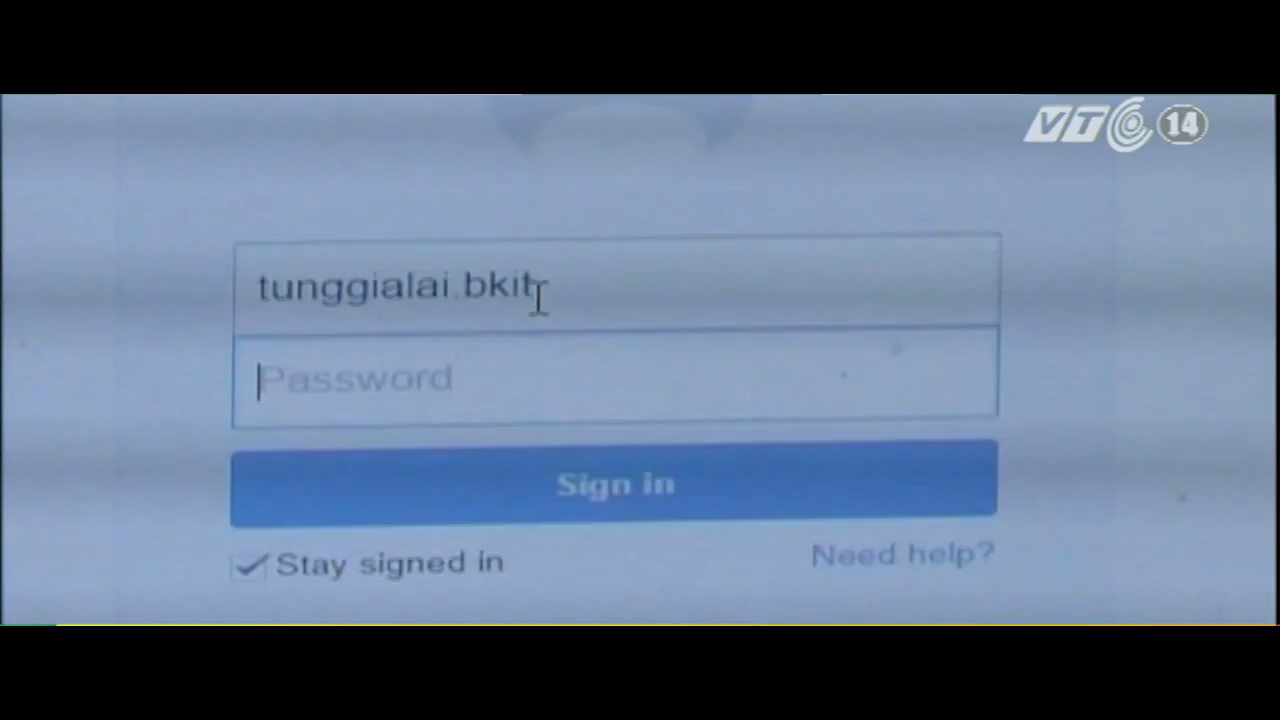 VTC 14
tunggialai.bkit
Password
Sign in
Stay signed in
Need help?